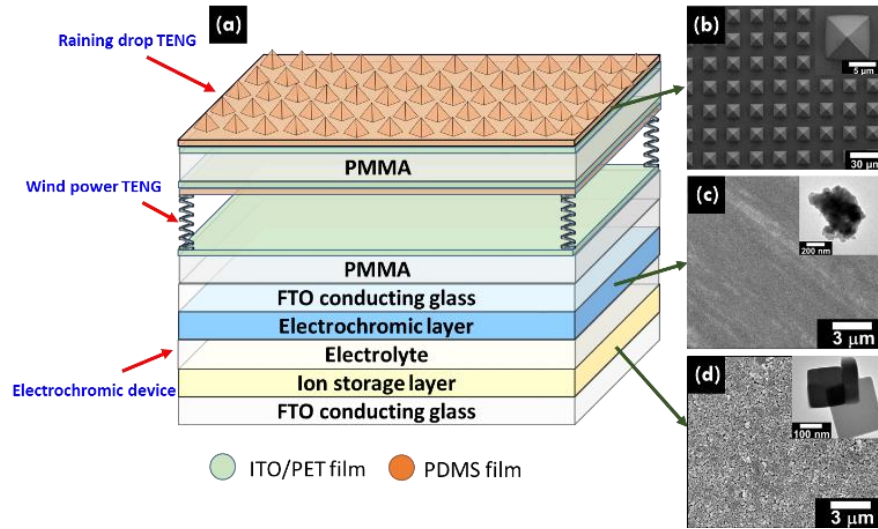 (a)
Raining drop TENG
PMMA
Wind power TENG
PMMA
FTO conducting glass
Electrochromic layer
Electrolyte
Electrochromic device
Ion storage layer
FTO conducting glass
ITO/PET film
PDMS film
(b)
5 μm
30 μm
(c)
200 nm
3 μm
(d)
100 nm
3 μm